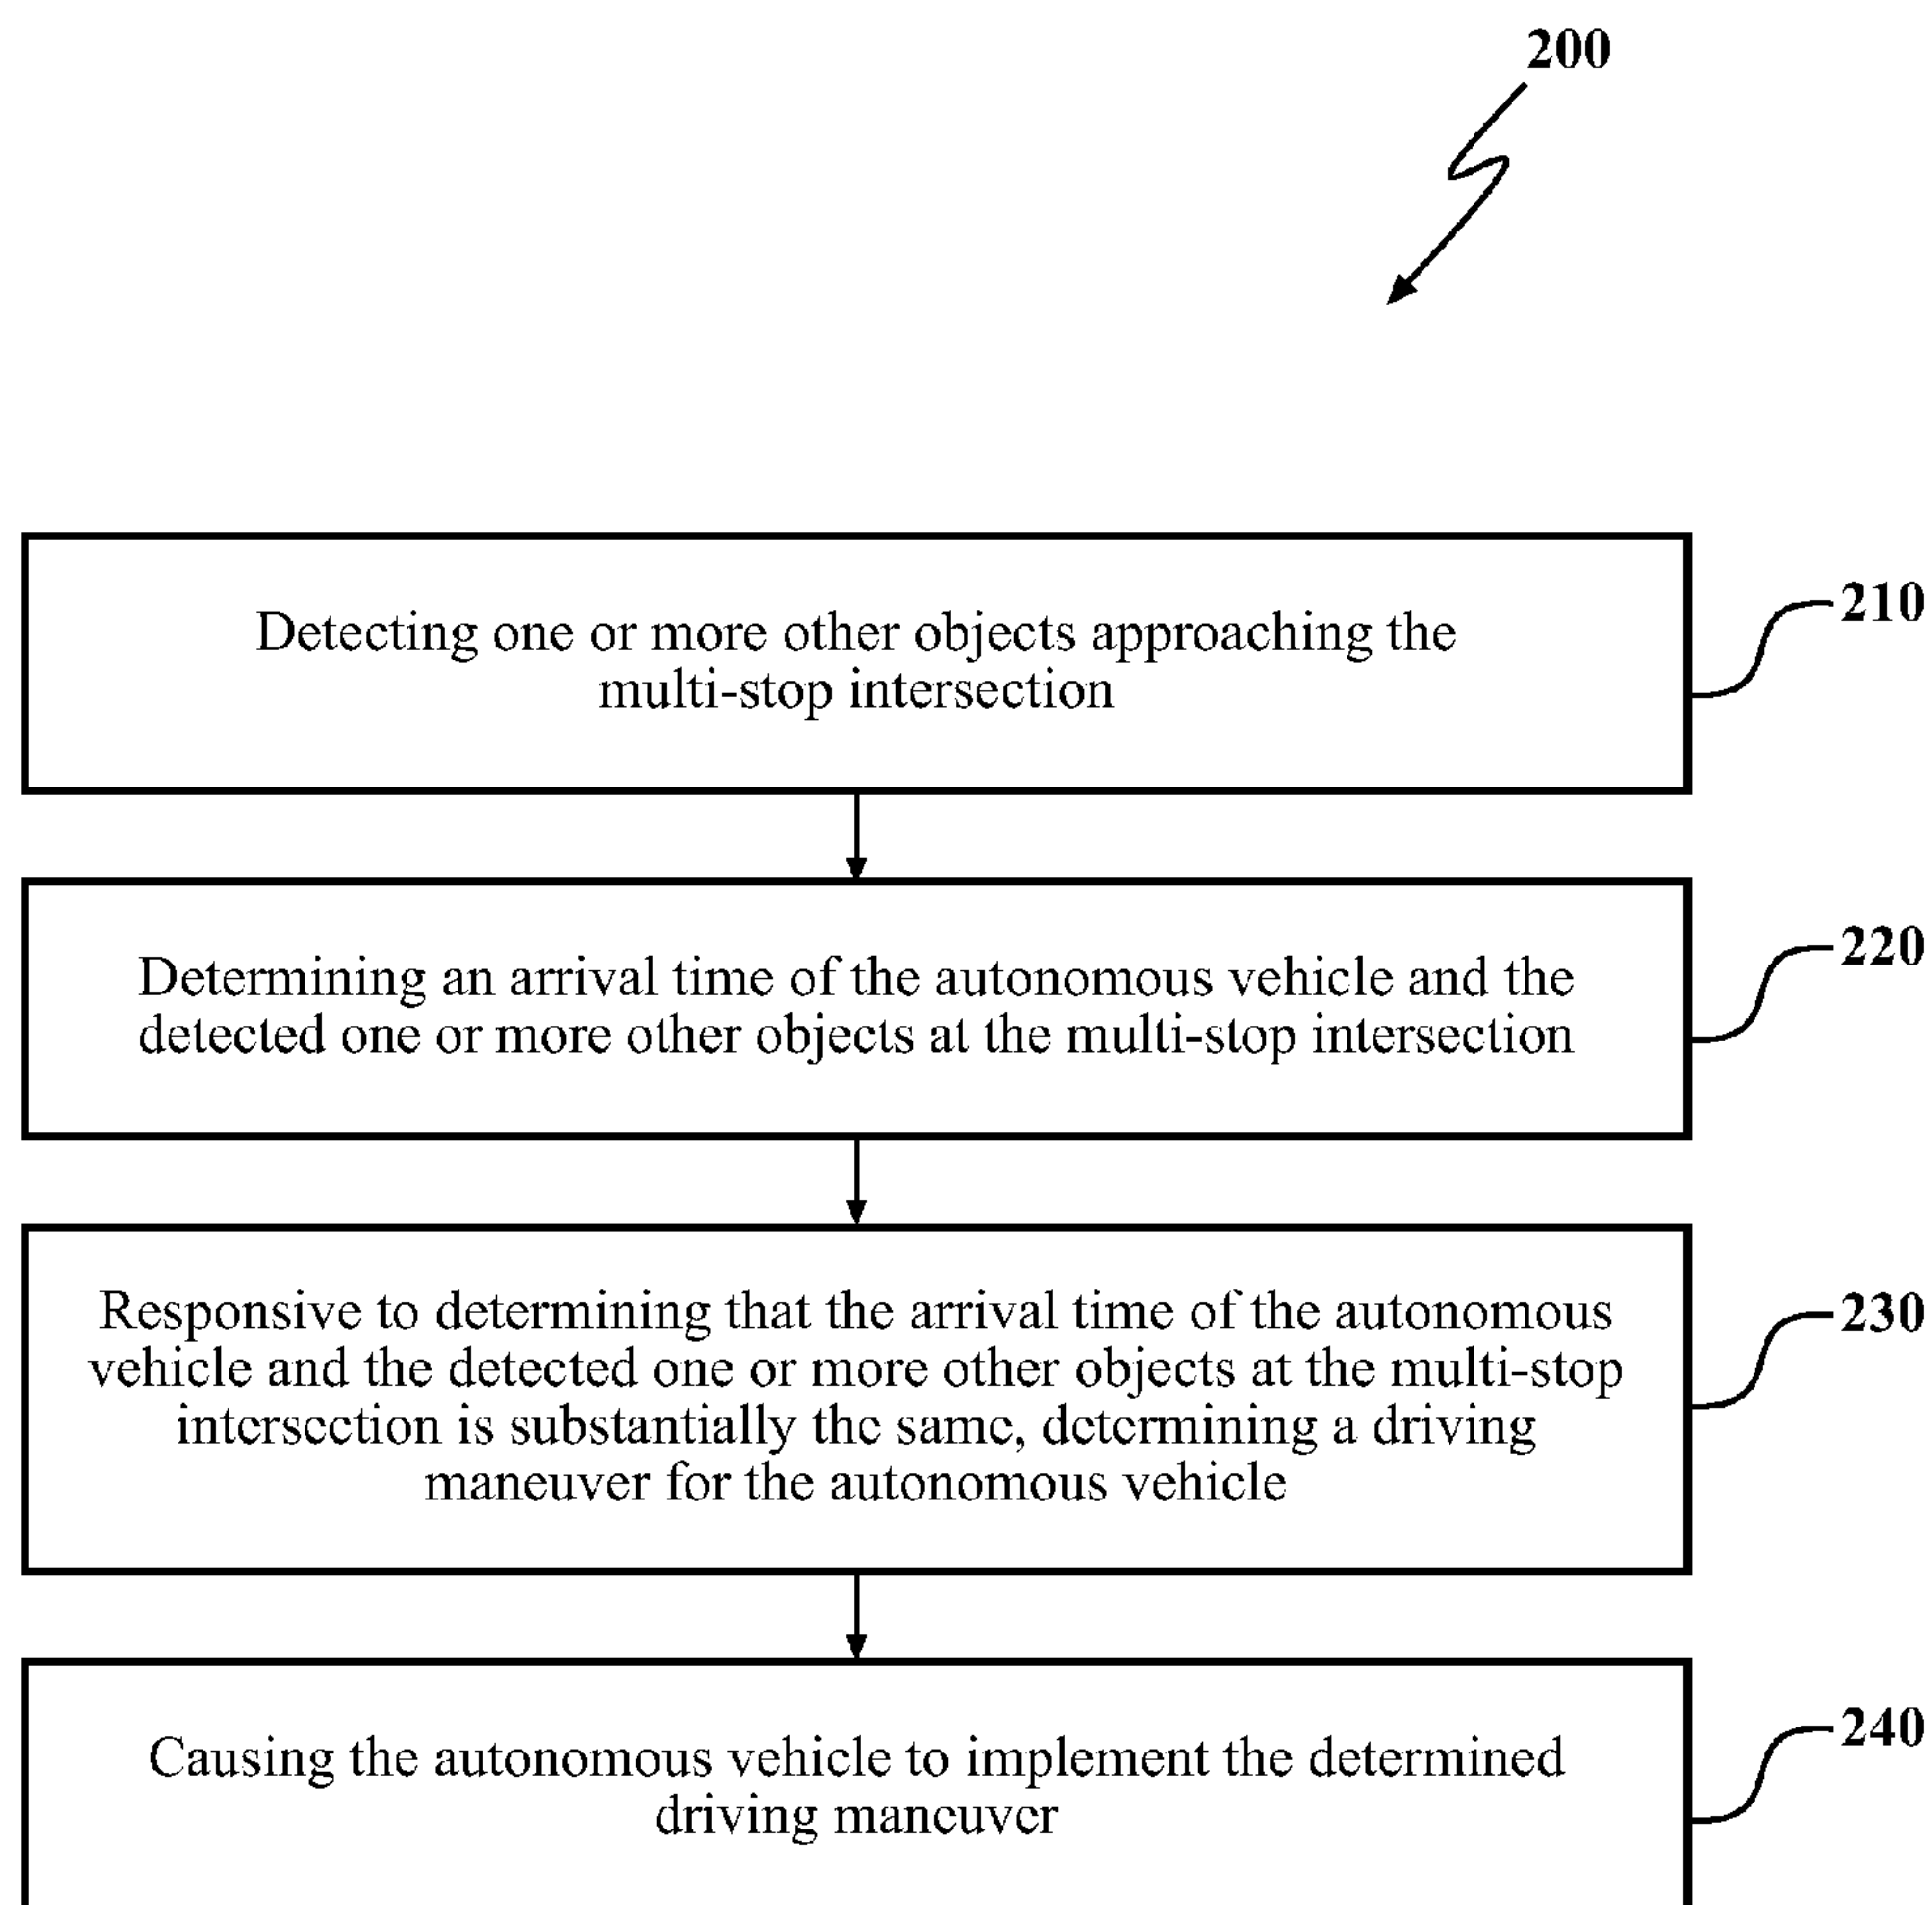 200
Detecting one or more other objects approaching the
multi-stop intersection
210
Determining an arrival time of the autonomous vehicle and the
detected one or more other objects at the multi-stop intersection
220
Responsive to determining that the arrival time of the autonomous
vehicle and the detected one or more other objects at the multi-stop
intersection is substantially the same, determining a driving
maneuver for the autonomous vehicle
230
Causing the autonomous vehicle to implement the determined
driving maneuver
240